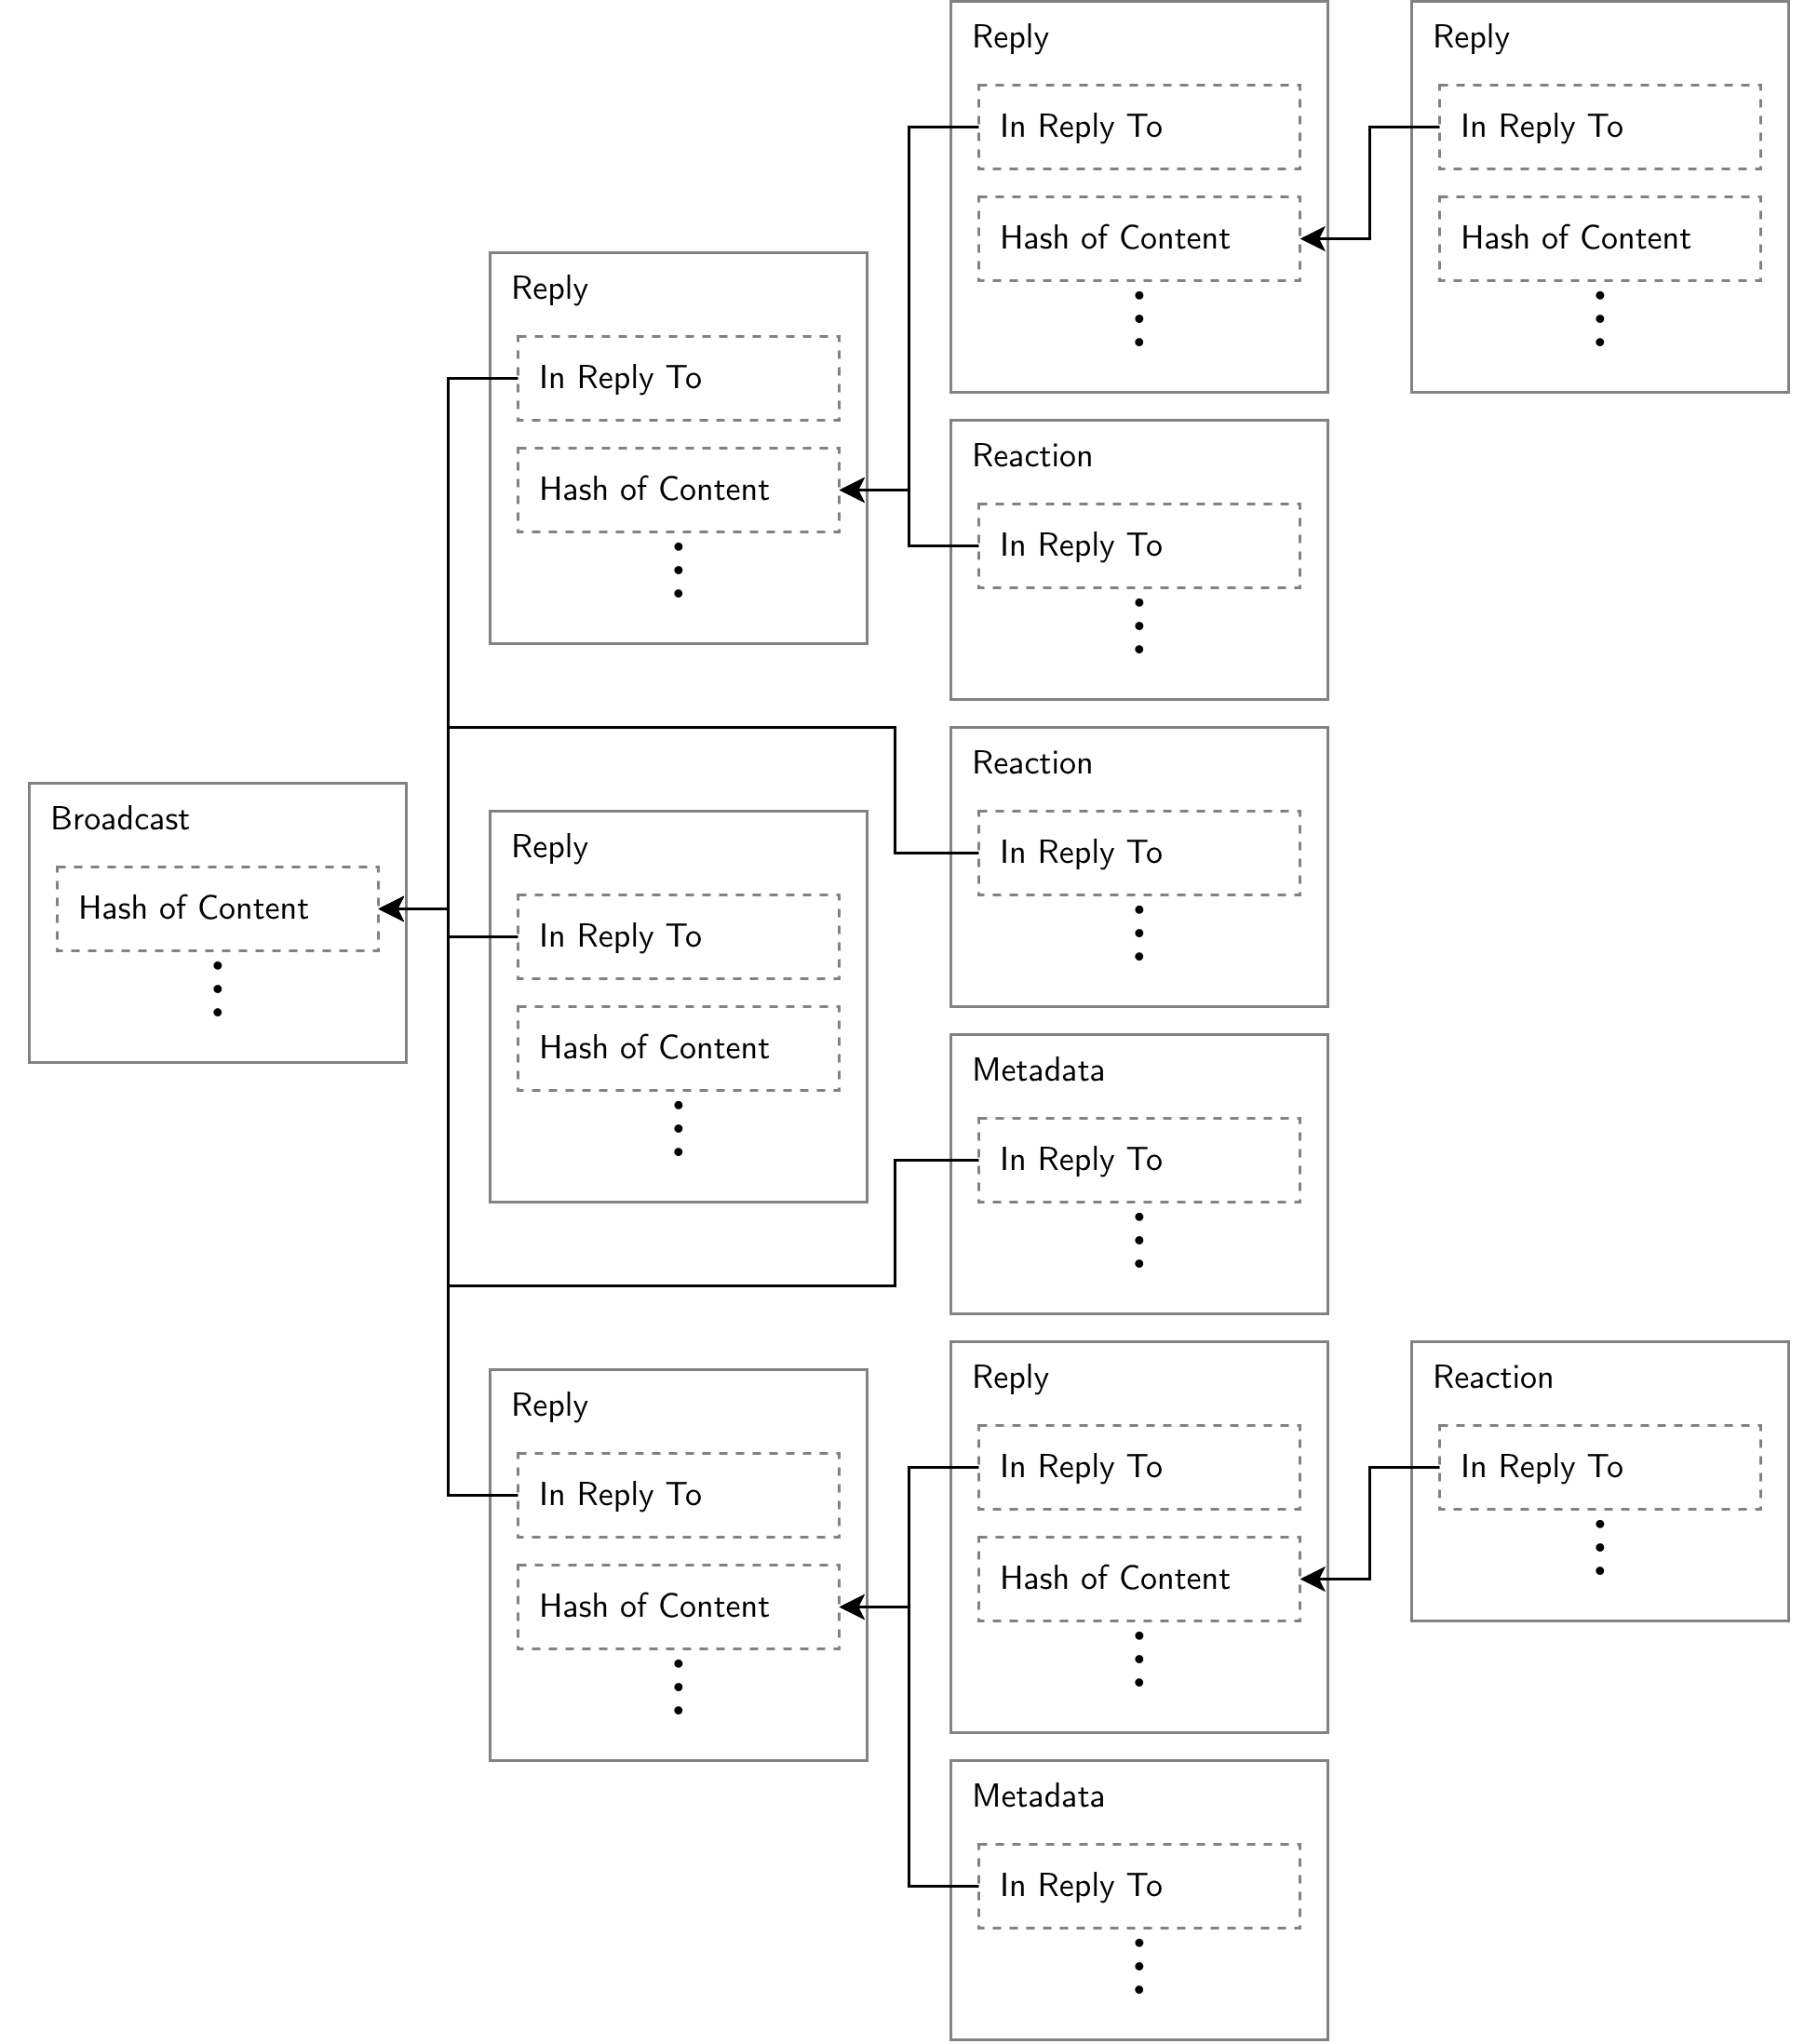 Broadcast
Hash of Content
Reply
In Reply To
Hash of Content
Reply
In Reply To
Hash of Content
Reply
In Reply To
Hash of Content
Reply
In Reply To
Hash of Content
Reaction
In Reply To
Reaction
In Reply To
Metadata
In Reply To
Reply
In Reply To
Hash of Content
Metadata
In Reply To
Reply
In Reply To
Hash of Content
Reaction
In Reply To